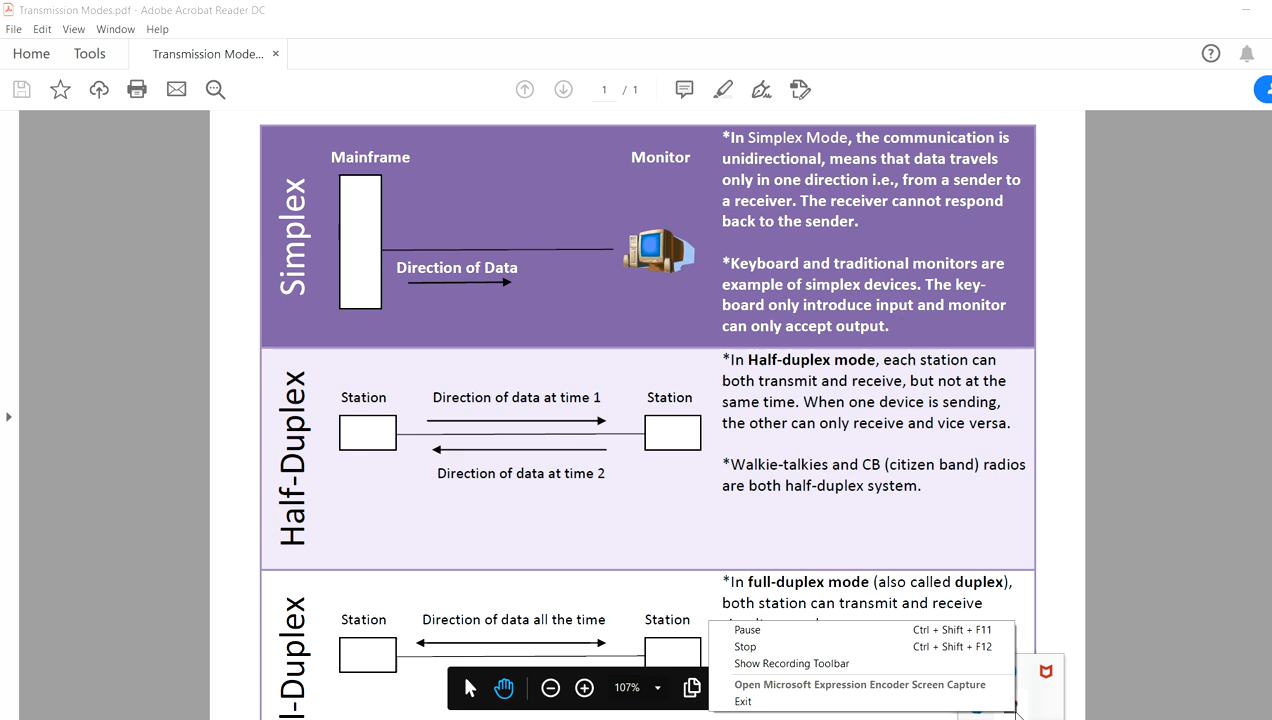 Transmission Modes.pdf - Adobe Acrobat Reader DC
File Edit View Window Help
Home Tools Transmission Mode... ×
1 / 1
Mainframe
Monitor
Simplex
Direction of Data
*In Simplex Mode, the communication is
unidirectional, means that data travels
only in one direction i.e., from a sender to
a receiver. The receiver cannot respond
back to the sender.
*Keyboard and traditional monitors are
example of simplex devices. The key-
board only introduce input and monitor
can only accept output.
Half-Duplex
Station
Direction of data at time 1
Station
Direction of data at time 2
*In Half-duplex mode, each station can
both transmit and receive, but not at the
same time. When one device is sending,
the other can only receive and vice versa.
*Walkie-talkies and CB (citizen band) radios
are both half-duplex system.
l-Duplex
Station
Direction of data all the time
Station
*In full-duplex mode (also called duplex),
both station can transmit and receive
107%
Pause Ctrl + Shift + F11
Stop Ctrl + Shift + F12
Show Recording Toolbar
Open Microsoft Expression Encoder Screen Capture
Exit